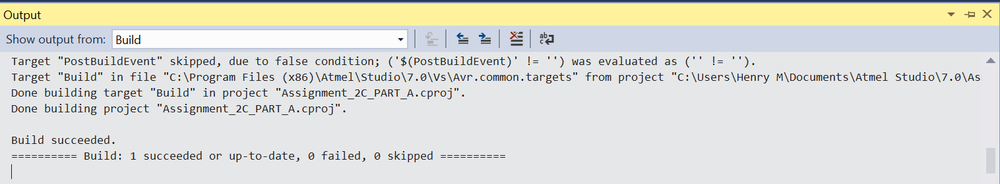 Output
Show output from: Build
Target "PostBuildEvent" skipped, due to false condition; ('$(PostBuildEvent)' != '') was evaluated as ('' != '').
Target "Build" in file "C:\Program Files (x86)\Atmel\Studio\7.0\Vs\Avr.common.targets" from project "C:\Users\Henry M\Documents\Atmel Studio\7.0\As
Done building target "Build" in project "Assignment_2C_PART_A.cproj".
Done building project "Assignment_2C_PART_A.cproj".
Build succeeded.
========== Build: 1 succeeded or up-to-date, 0 failed, 0 skipped ==========